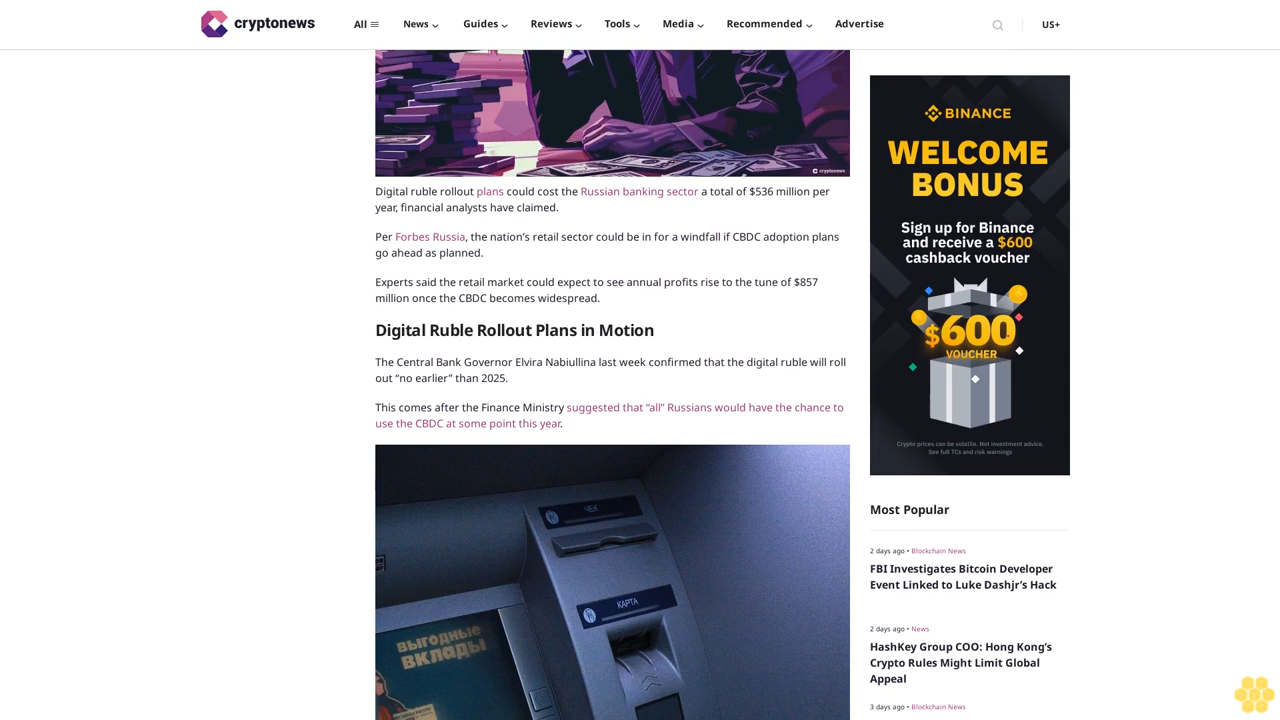 cryptonews
All
News
Guides
Reviews
Tools
Media
Recommended
Advertise
US+
cryptonews
Digital ruble rollout plans could cost the Russian banking sector a total of $536 million per
year, financial analysts have claimed.
Per Forbes Russia, the nation’s retail sector could be in for a windfall if CBDC adoption plans
go ahead as planned.
Experts said the retail market could expect to see annual profits rise to the tune of $857
million once the CBDC becomes widespread.
Digital Ruble Rollout Plans in Motion
The Central Bank Governor Elvira Nabiullina last week confirmed that the digital ruble will roll
out “no earlier” than 2025.
This comes after the Finance Ministry suggested that “all” Russians would have the chance to
use the CBDC at some point this year.
ЧЕК
КАРТА
ВЫГОДНЫЕ
ВКЛАДЫ
BINANCE
WELCOME
BONUS
Sign up for Binance
and receive a $600
cashback voucher
$600
VOUCHER
Crypto prices can be volatile. Not investment advice.
See full TCs and risk warnings
Most Popular
2 days ago • Blockchain News
FBI Investigates Bitcoin Developer
Event Linked to Luke Dashjr’s Hack
2 days ago • News
HashKey Group COO: Hong Kong’s
Crypto Rules Might Limit Global
Appeal
3 days ago • Blockchain News